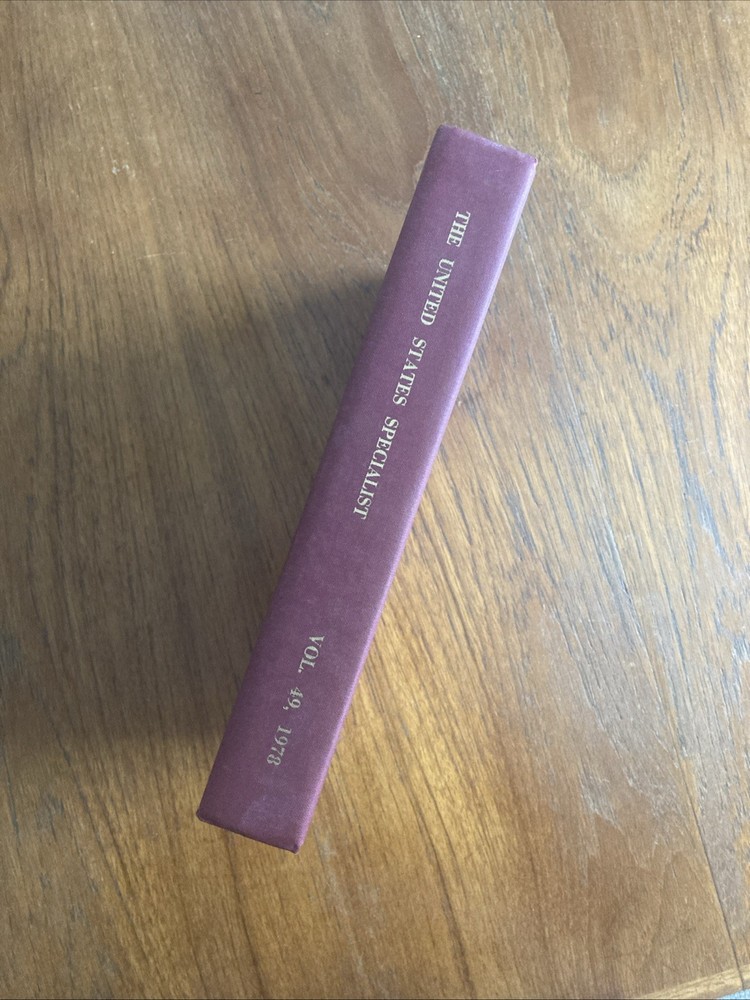 THE UNITED STATES SPECIALIST
VOL. 49, 1978